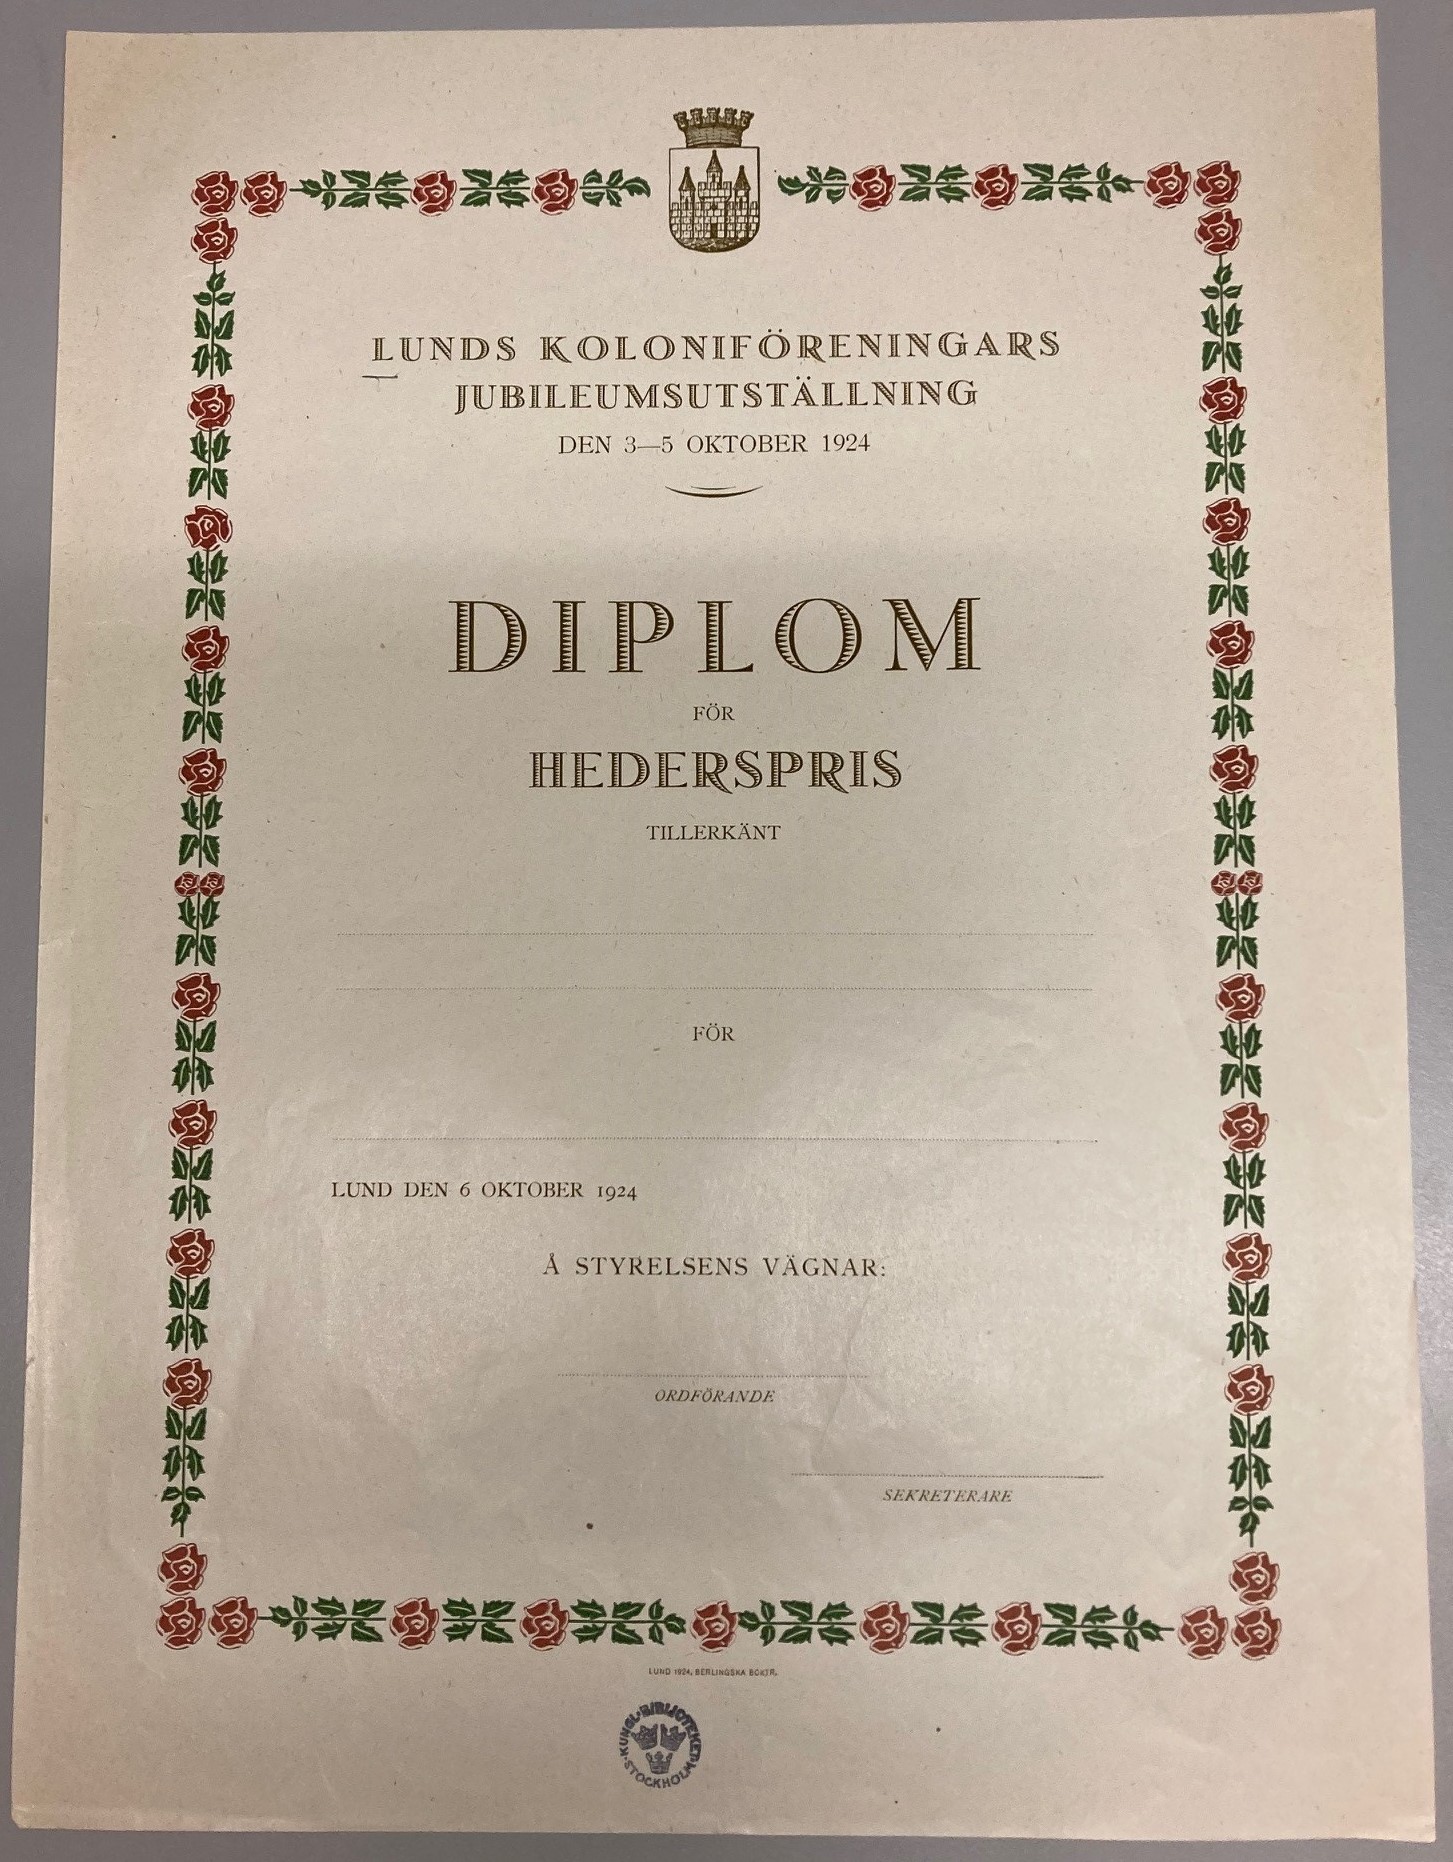 LUNDS KOLONIFÖRENINGARS
JUBILEUMSUTSTÄLLNING
DEN 3—5 OKTOBER 1924
DIPLOM
FÖR
HEDERSPRIS
TILLERKÄNT
FÖR
LUND DEN 6 OKTOBER 1924
Å STYRELSENS VÄGNAR:
ORDFÖRANDE
SEKRETERARE
LUND 1924, BERLINGSKA BOKTR.
KUNGL. BIBLIOTEKET
STOCKHOLM